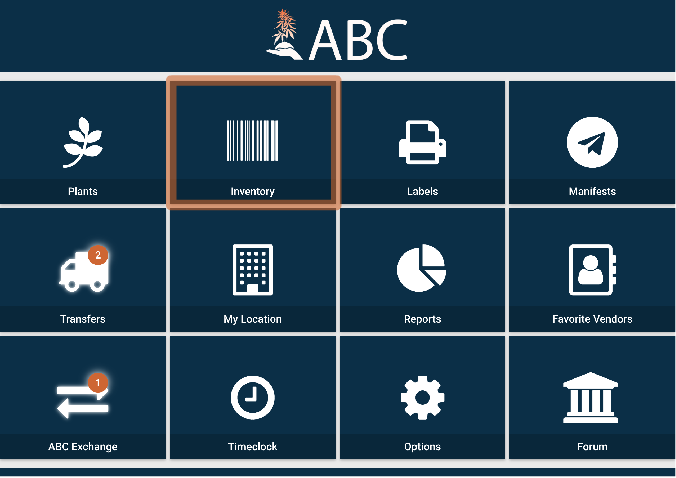 ABC
Plants
Inventory
Labels
Manifests
2
Transfers
My Location
Reports
Favorite Vendors
1
ABC Exchange
Timeclock
Options
Forum